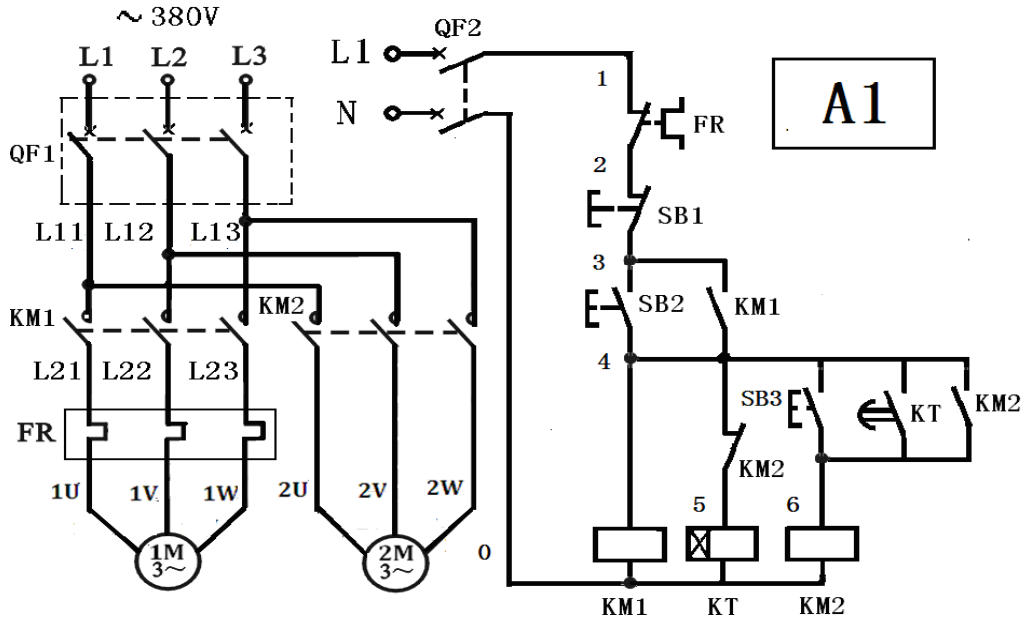 ~380V
L1 L2 L3
QF1
L11 L12 L13
KM1 KM2
L21 L22 L23
FR
1U 1V 1W 2U 2V 2W
1M
3~
2M
3~
QF2
L1
N
A1
1
FR
2
SB1
3
SB2 KM1
4
SB3 KT KM2
KM2
5 6
0
KM1 KT KM2